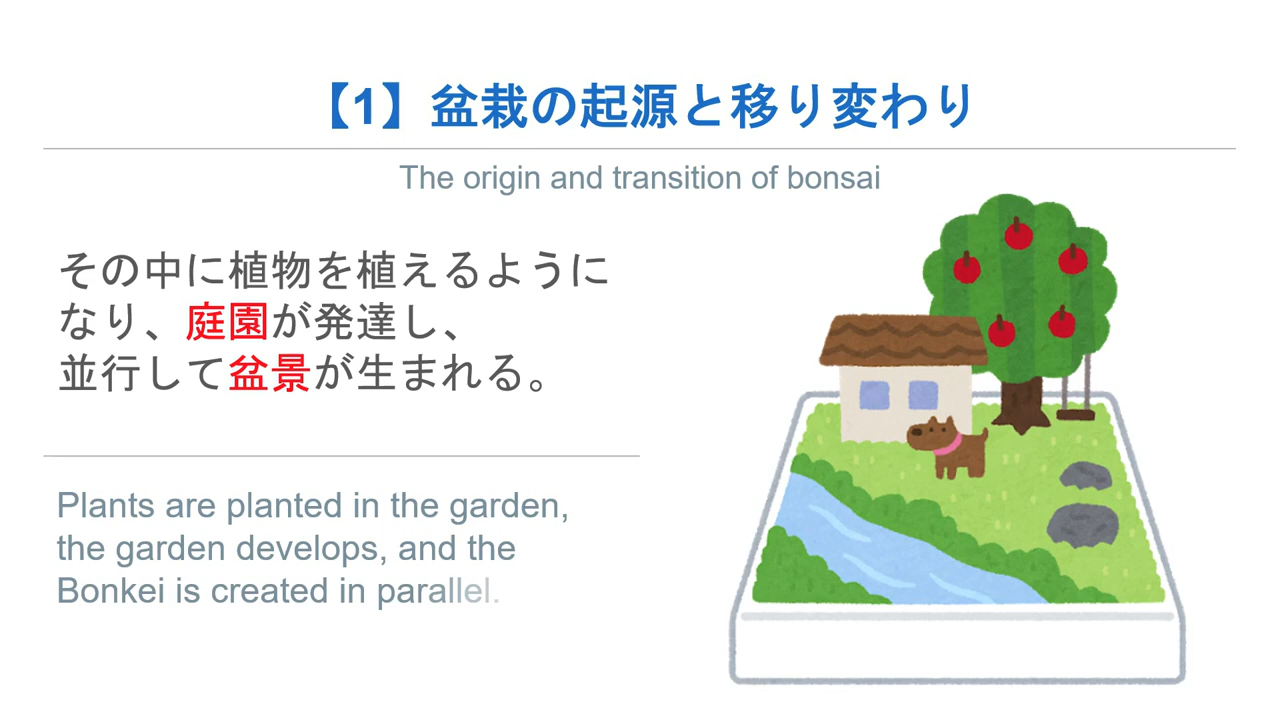 【1】盆栽の起源と移り変わり
The origin and transition of bonsai
その中に植物を植えるように
なり、庭園が発達し、
並行して盆景が生まれる。
Plants are planted in the garden,
the garden develops, and the
Bonkei is created in parallel.